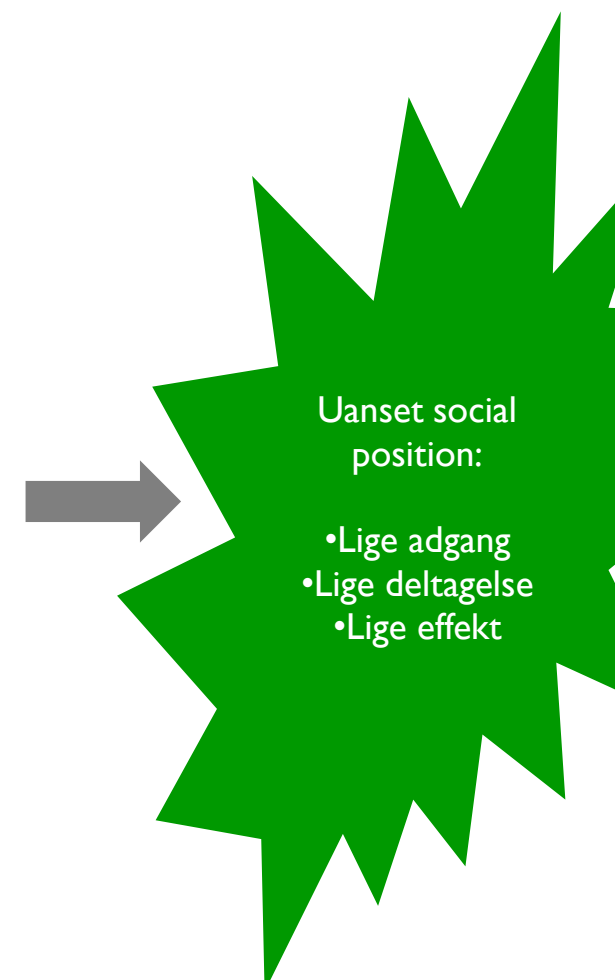 Uanset social
position:
•Lige adgang
•Lige deltagelse
•Lige effekt